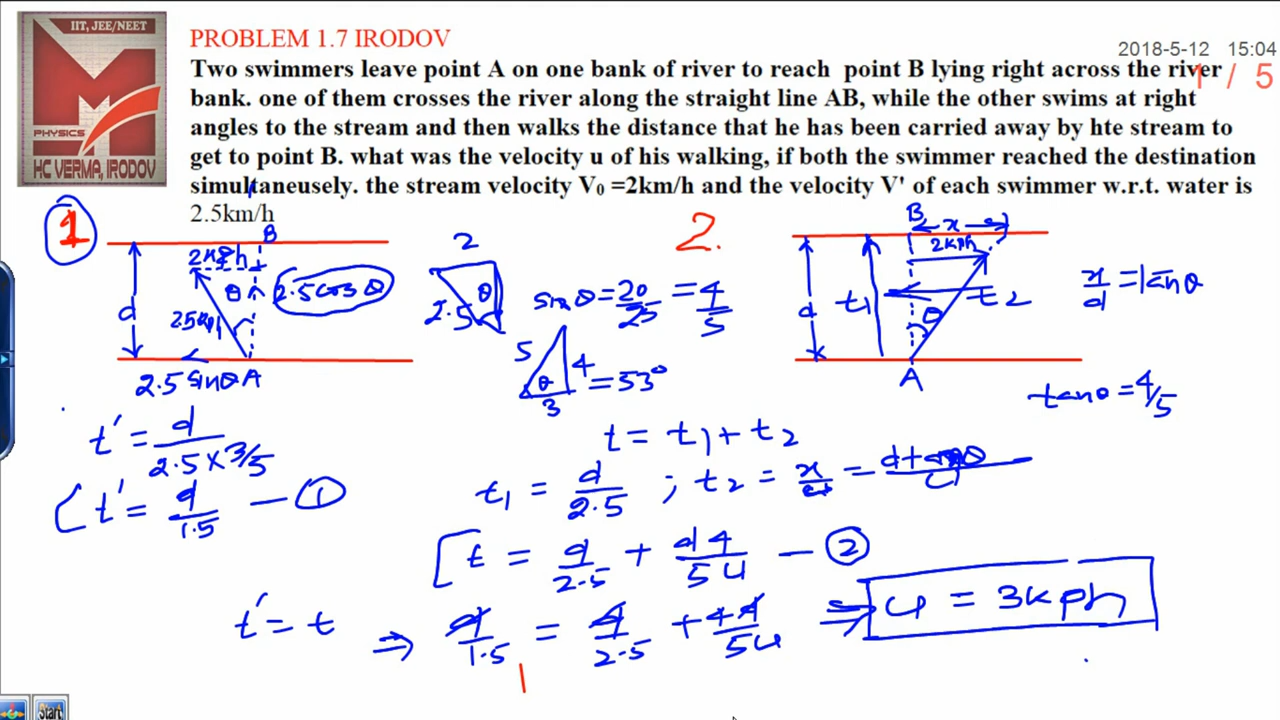 IIT, JEE/NEET
PHYSICS
HC VERMA, IRODOV
PROBLEM 1.7 IRODOV
2018-5-12 15:04
1 / 5
Two swimmers leave point A on one bank of river to reach point B lying right across the river
bank. one of them crosses the river along the straight line AB, while the other swims at right
angles to the stream and then walks the distance that he has been carried away by hte stream to
get to point B. what was the velocity u of his walking, if both the swimmer reached the destination
simultaneusely. the stream velocity V₀ =2km/h and the velocity V' of each swimmer w.r.t. water is
2.5km/h
1
B
2kph
θ
2.5cosθ
d
2.5kph
2.5sinθ A
2
2.5 θ
sinθ = 20/25 = 4/5
5 4
θ = 53°
3
2.
B x
2kph
d t₁ t₂
θ
A
x/d = tanθ
tanθ = 4/5
t' = d/2.5×3/5
t' = d/1.5 — ①
t = t₁ + t₂
t₁ = d/2.5 ; t₂ = x/u = d tanθ/u
t = d/2.5 + d4/5u — ②
t' = t ⇒ d/1.5 = d/2.5 + 4d/5u ⇒ u = 3kph
Start